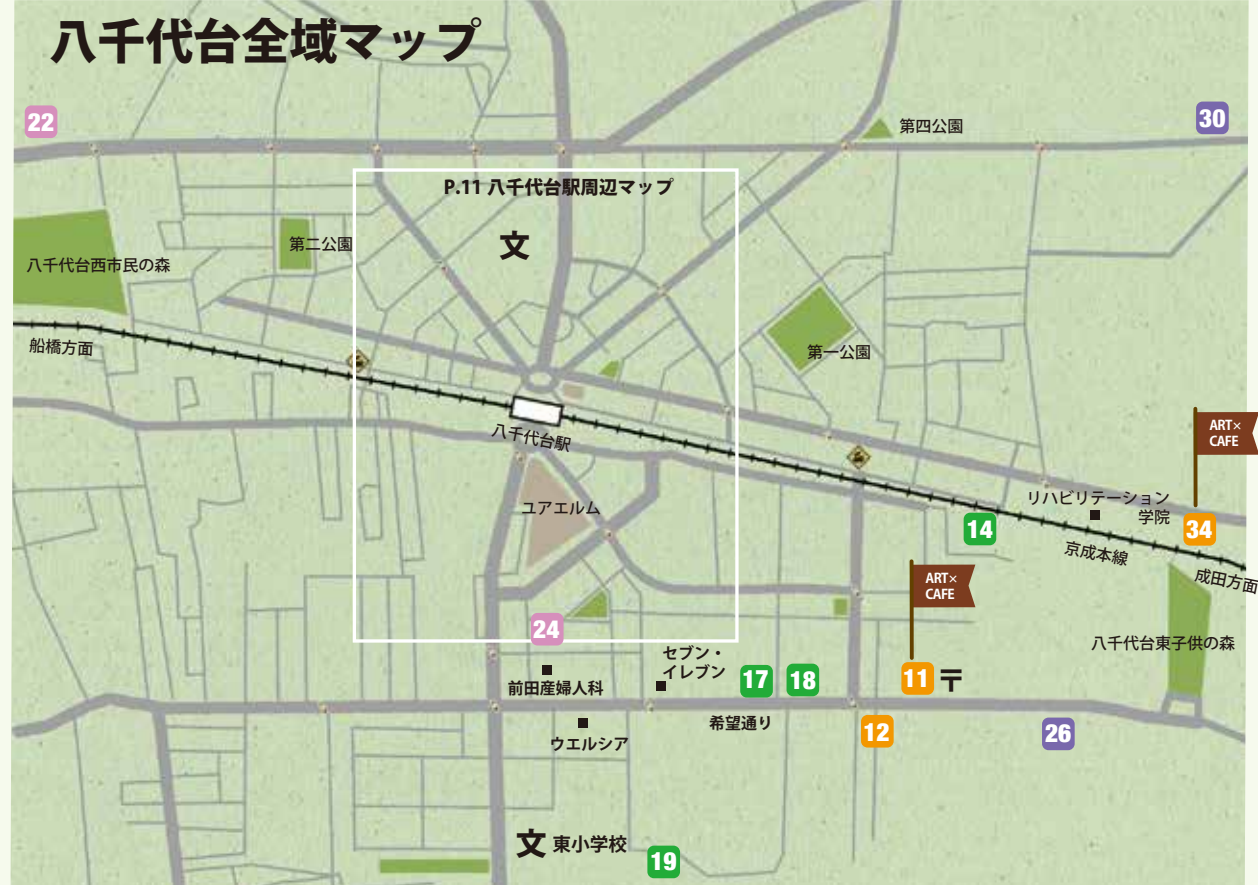 八千代台全域マップ
22
第四公園
30
P.11 八千代台駅周辺マップ
文
第二公園
八千代台西市民の森
船橋方面
第一公園
八千代台駅
ART×
CAFE
リハビリテーション
学院
34
ユアエルム
14
京成本線
成田方面
ART×
CAFE
24
八千代台東子供の森
セブン・
イレブン
前田産婦人科
17
18
11
〒
希望通り
12
26
ウエルシア
文 東小学校
19